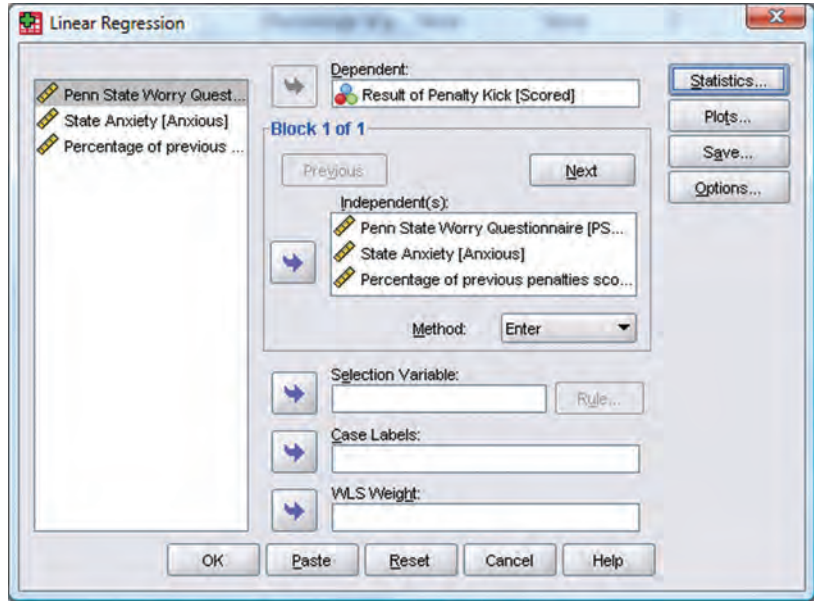 Linear Regression
Penn State Worry Quest...
State Anxiety [Anxious]
Percentage of previous ...
Dependent:
Result of Penalty Kick [Scored]
Block 1 of 1
Previous
Next
Independent(s):
Penn State Worry Questionnaire [PS...
State Anxiety [Anxious]
Percentage of previous penalties sco...
Method:
Enter
Selection Variable:
Rule...
Case Labels:
WLS Weight:
Statistics...
Plots...
Save...
Options...
OK
Paste
Reset
Cancel
Help